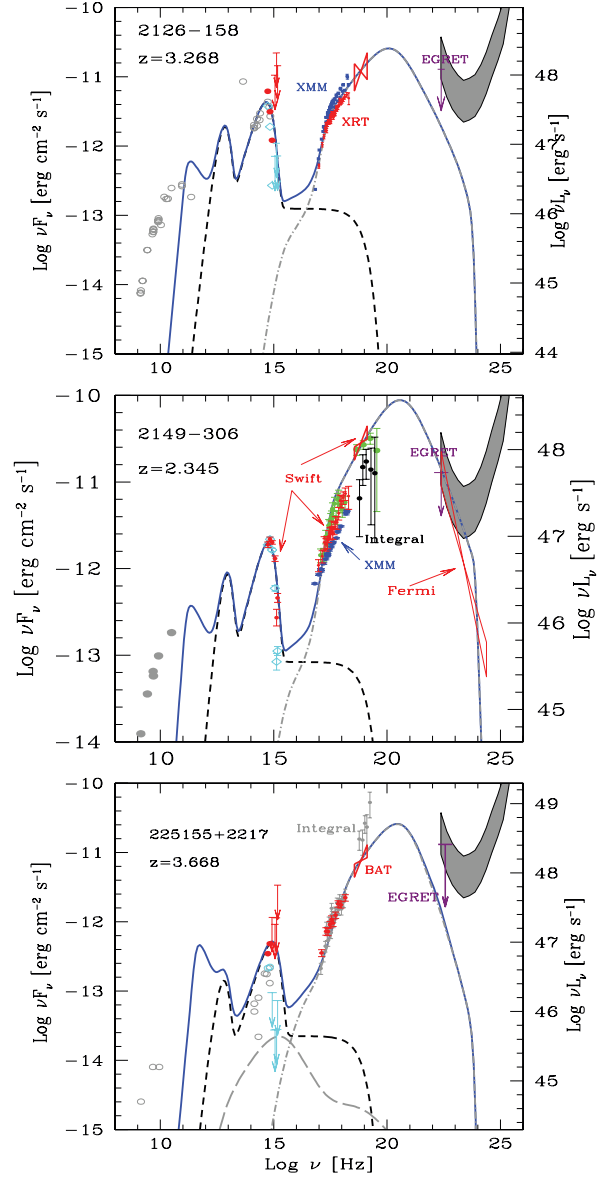 2126−158
z=3.268
EGRET
XMM
XRT
−11
−12
−13
−14
−15
48
47
46
45
44
10
15
20
25
Log νFν [erg cm−2 s−1]
Log νLν [erg s−1]
2149−306
z=2.345
EGRET
Swift
Integral
XMM
Fermi
−10
−11
−12
−13
−14
48
47
46
45
10
15
20
25
Log νFν [erg cm−2 s−1]
Log νLν [erg s−1]
225155+2217
z=3.668
Integral
BAT
EGRET
−10
−11
−12
−13
−14
−15
49
48
47
46
45
10
15
20
25
Log νFν [erg cm−2 s−1]
Log νLν [erg s−1]
Log ν [Hz]